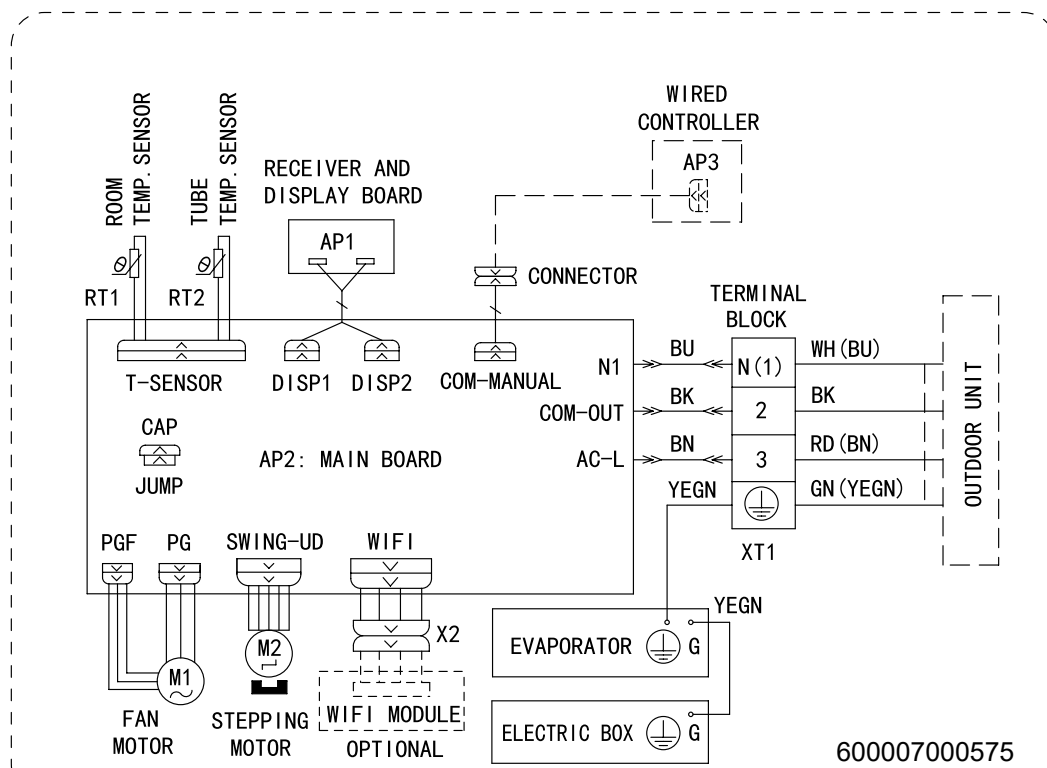 WIRED
CONTROLLER
AP3
ROOM
TEMP. SENSOR
TUBE
TEMP. SENSOR
RECEIVER AND
DISPLAY BOARD
AP1
θ
θ
RT1
RT2
CONNECTOR
TERMINAL
BLOCK
T-SENSOR
DISP1
DISP2
COM-MANUAL
N1
BU
N(1)
WH(BU)
COM-OUT
BK
2
BK
AC-L
BN
3
RD(BN)
YEGN
GN(YEGN)
XT1
OUTDOOR UNIT
CAP
JUMP
AP2: MAIN BOARD
PGF
PG
SWING-UD
WIFI
X2
M1
M2
FAN
MOTOR
STEPPING
MOTOR
WIFI MODULE
OPTIONAL
EVAPORATOR
G
YEGN
ELECTRIC BOX
G
600007000575